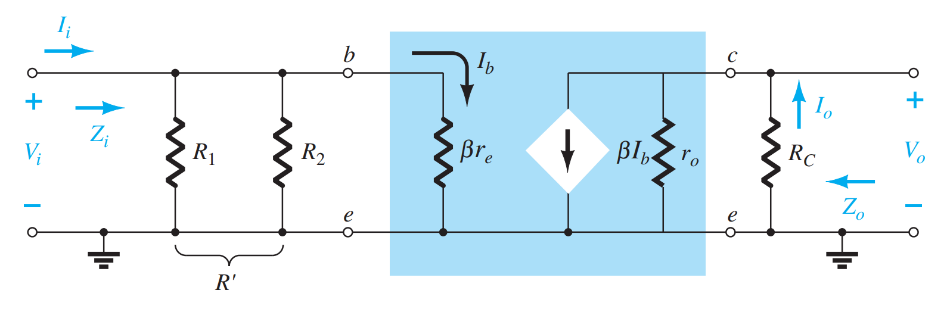 I_i
b
I_b
c
+
Z_i
V_i
R_1
R_2
βr_e
βI_b
r_o
R_C
I_o
+
V_o
Z_o
−
−
e
e
R'